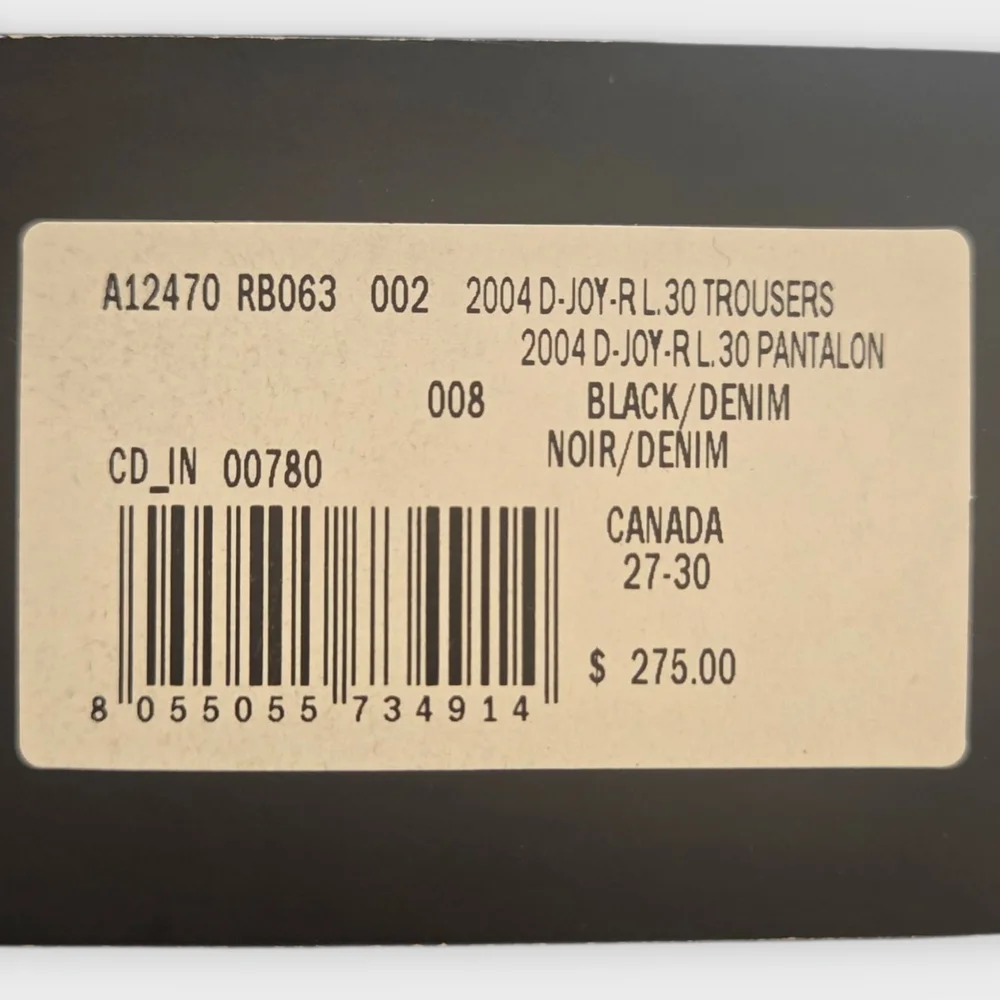 A12470 RB063 002 2004 D-JOY-R L.30 TROUSERS
2004 D-JOY-R L.30 PANTALON
008 BLACK/DENIM
NOIR/DENIM
CD_IN 00780
CANADA
27-30
$ 275.00
8 055055 734914